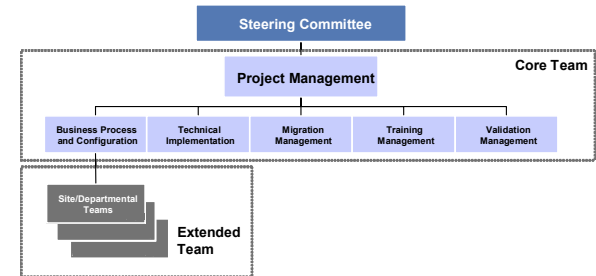 Steering Committee
Core Team
Project Management
Business Process
and Configuration
Technical
Implementation
Migration
Management
Training
Management
Validation
Management
Site/Departmental
Teams
Extended
Team